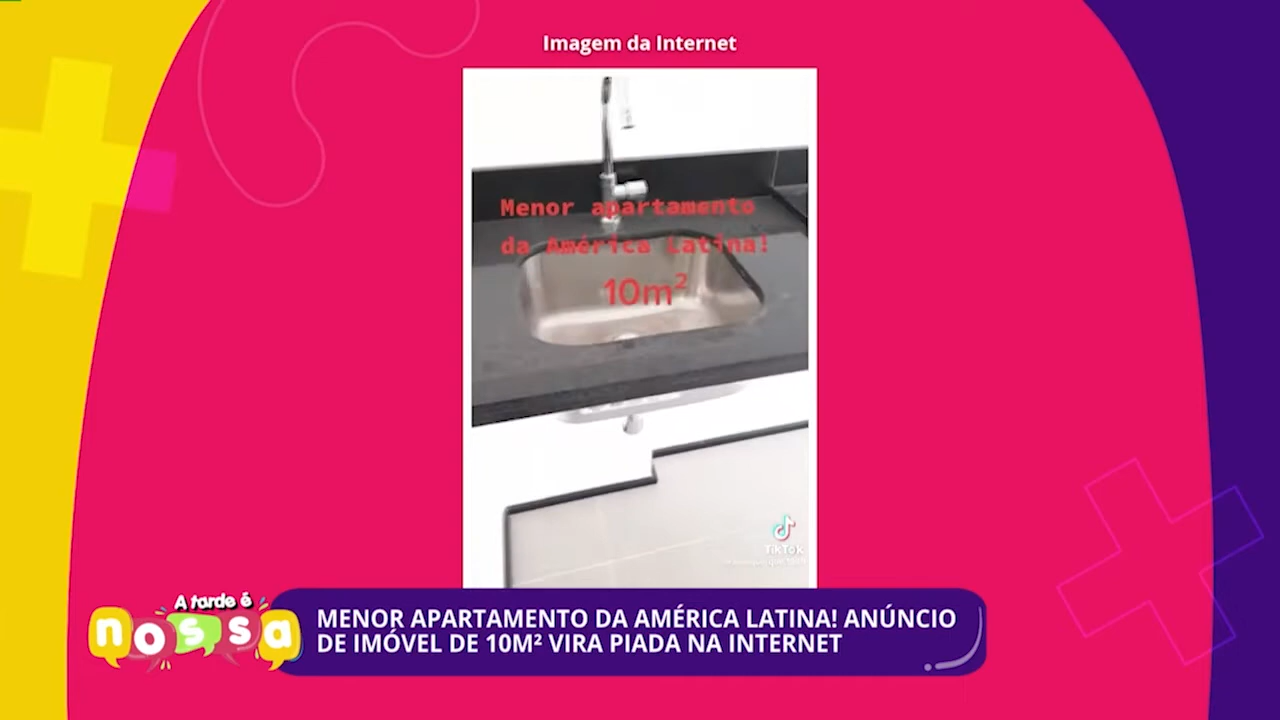 Imagem da Internet
Menor apartamento
da América Latina!
10m²
TikTok
A tarde é
nossa
MENOR APARTAMENTO DA AMÉRICA LATINA! ANÚNCIO
DE IMÓVEL DE 10M² VIRA PIADA NA INTERNET